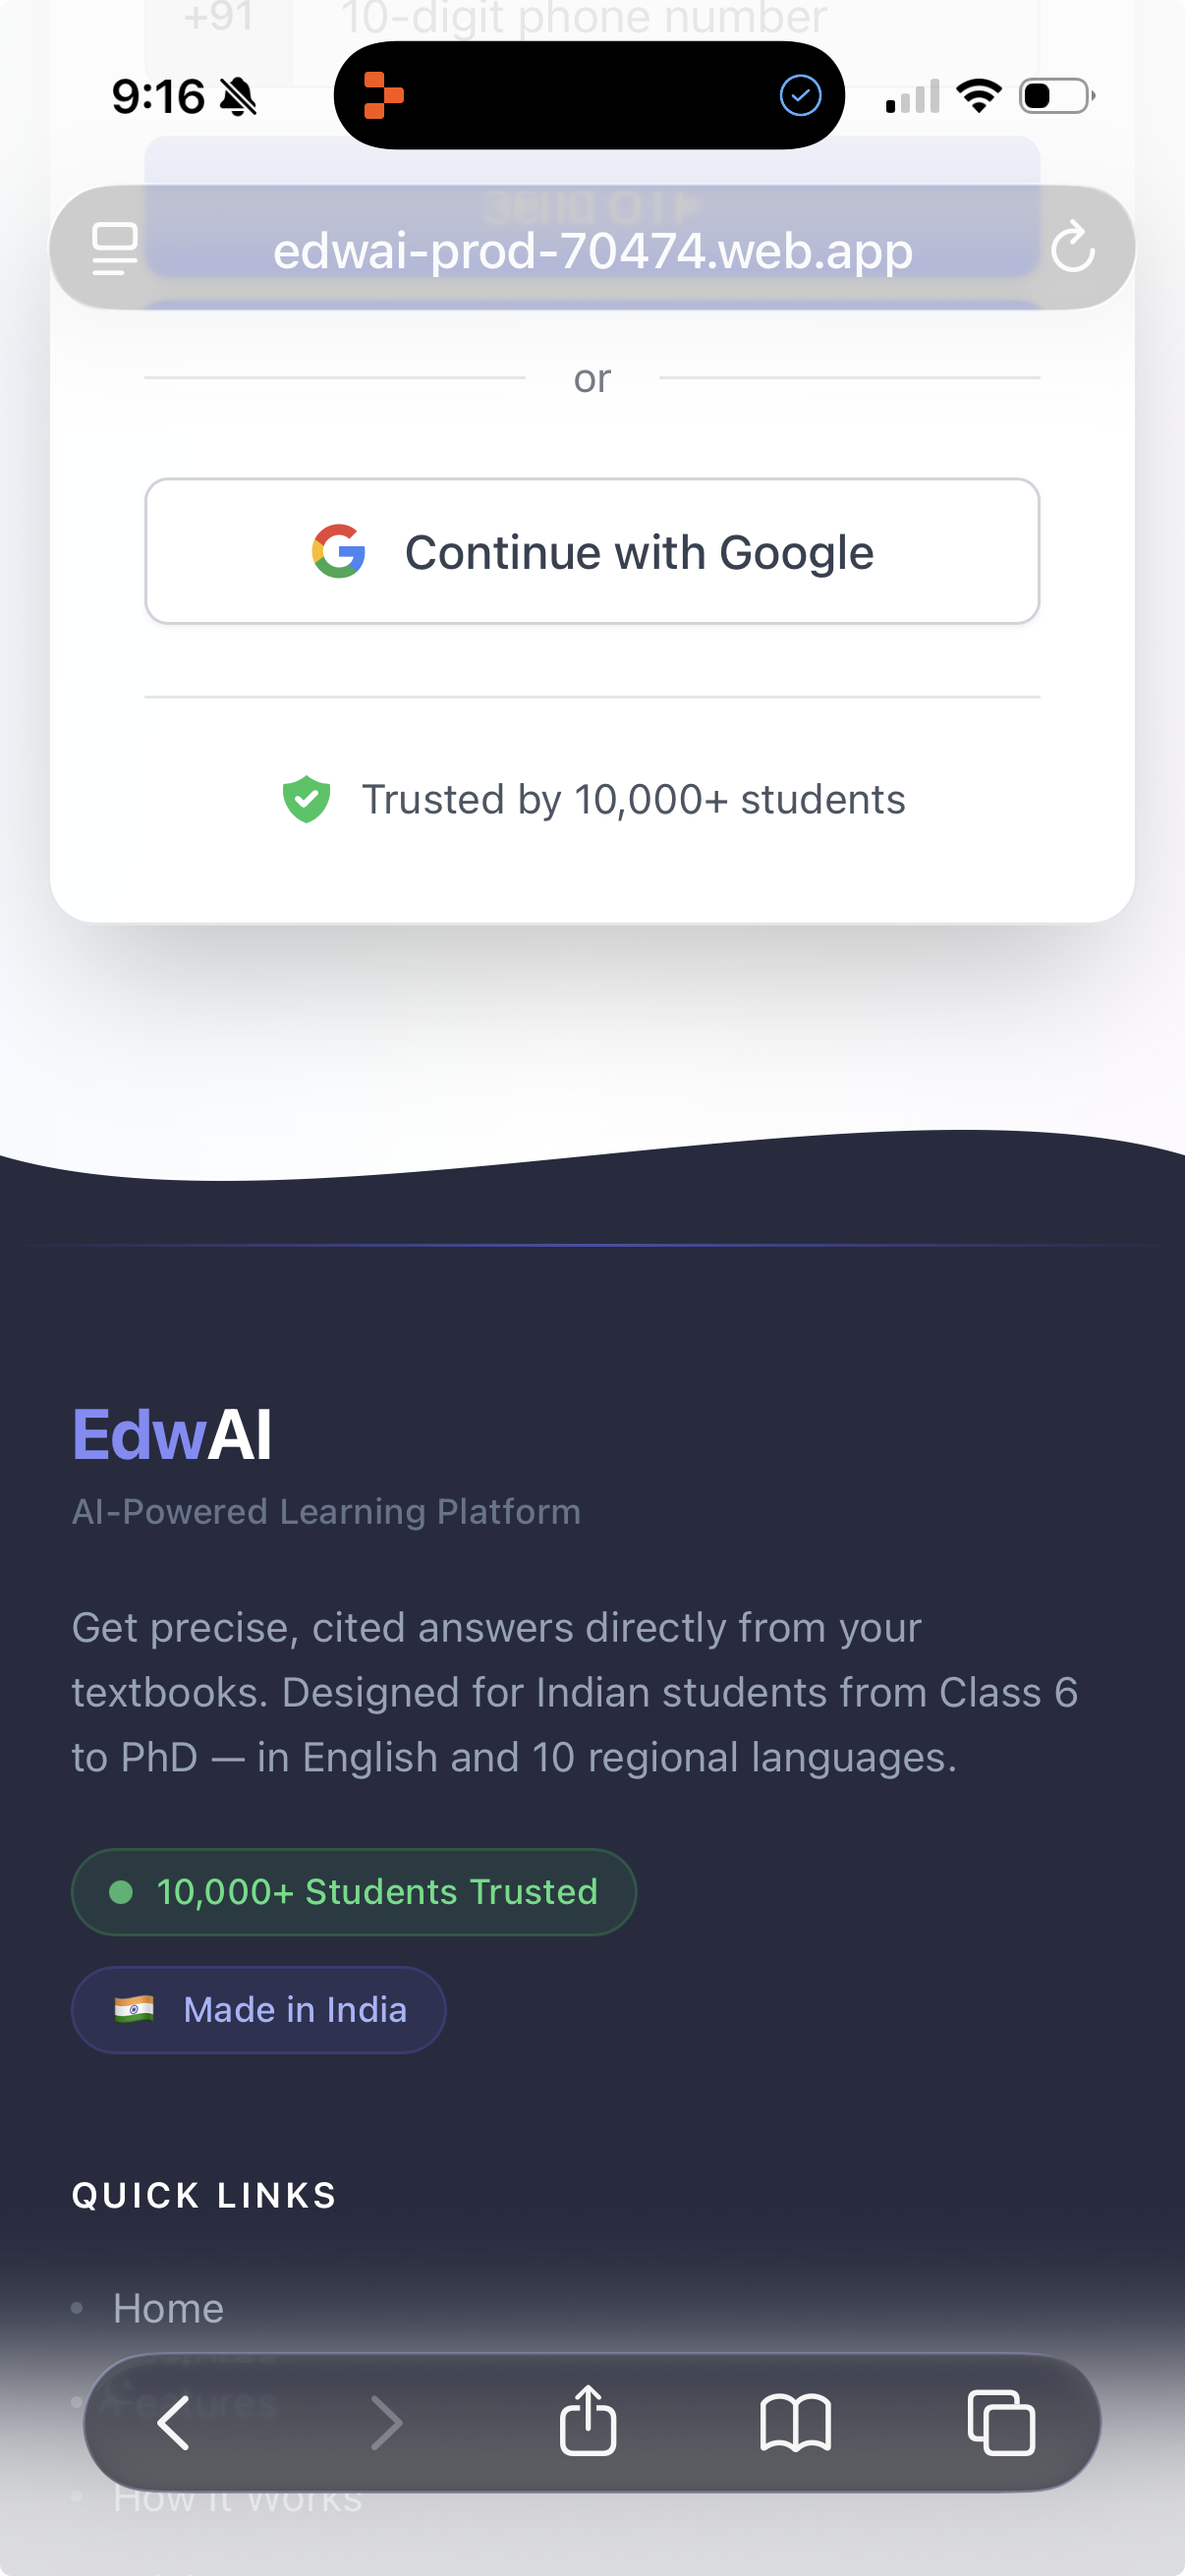 +91 10-digit phone number
9:16
Send OTP
edwai-prod-70474.web.app
or
Continue with Google
Trusted by 10,000+ students
EdwAI
AI-Powered Learning Platform
Get precise, cited answers directly from your
textbooks. Designed for Indian students from Class 6
to PhD — in English and 10 regional languages.
10,000+ Students Trusted
Made in India
QUICK LINKS
Home
Features
How it Works